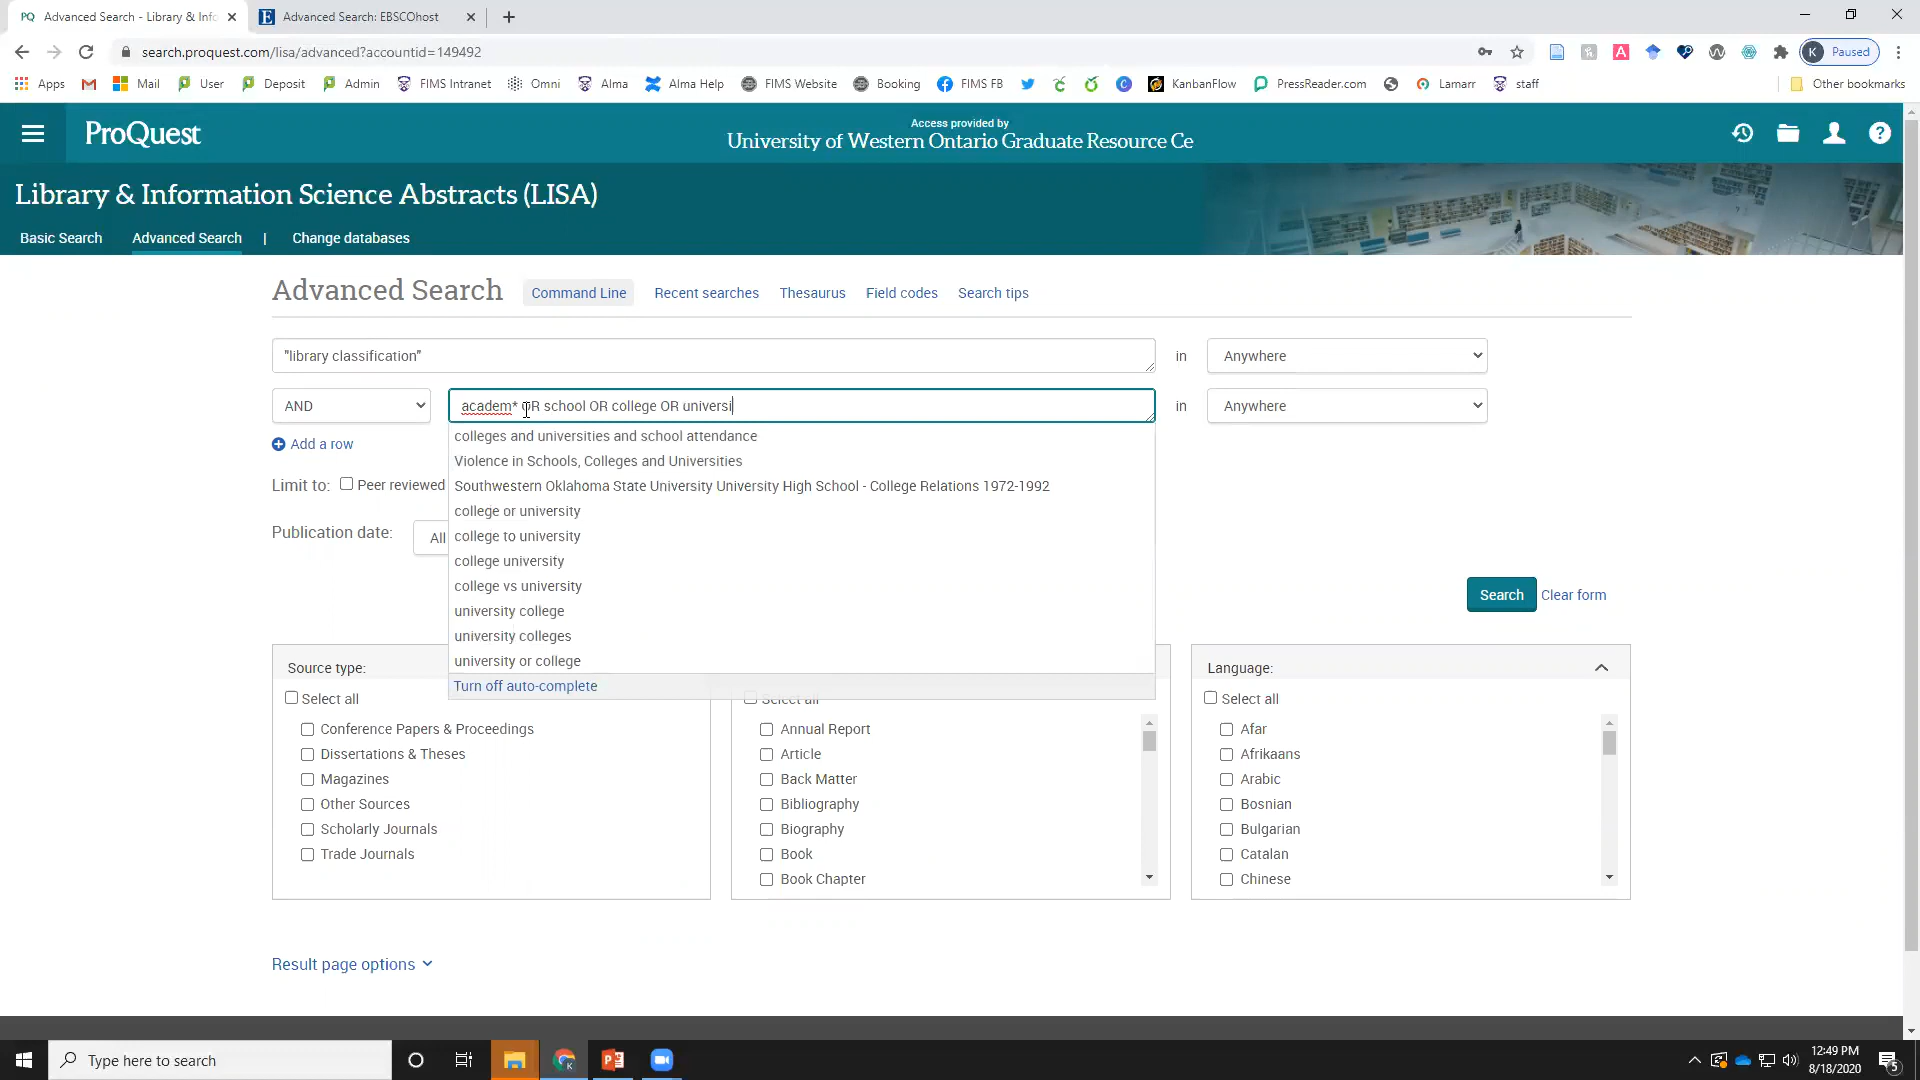 PQ Advanced Search - Library & Info
Advanced Search: EBSCOhost
search.proquest.com/lisa/advanced?accountid=149492
K Paused
Apps
Mail
User
Deposit
Admin
FIMS Intranet
Omni
Alma
Alma Help
FIMS Website
Booking
FIMS FB
KanbanFlow
PressReader.com
Lamarr
staff
Other bookmarks
ProQuest
Access provided by
University of Western Ontario Graduate Resource Ce
Library & Information Science Abstracts (LISA)
Basic Search Advanced Search | Change databases
Advanced Search Command Line Recent searches Thesaurus Field codes Search tips
"library classification" in Anywhere
AND academ* OR school OR college OR universi in Anywhere
Add a row
colleges and universities and school attendance
Violence in Schools, Colleges and Universities
Southwestern Oklahoma State University University High School - College Relations 1972-1992
college or university
college to university
college university
college vs university
university college
university colleges
university or college
Turn off auto-complete
Limit to: Peer reviewed
Publication date: All
Search Clear form
Source type:
Select all
Conference Papers & Proceedings
Dissertations & Theses
Magazines
Other Sources
Scholarly Journals
Trade Journals
Select all
Annual Report
Article
Back Matter
Bibliography
Biography
Book
Book Chapter
Language:
Select all
Afar
Afrikaans
Arabic
Bosnian
Bulgarian
Catalan
Chinese
Result page options
Type here to search
12:49 PM
8/18/2020
5